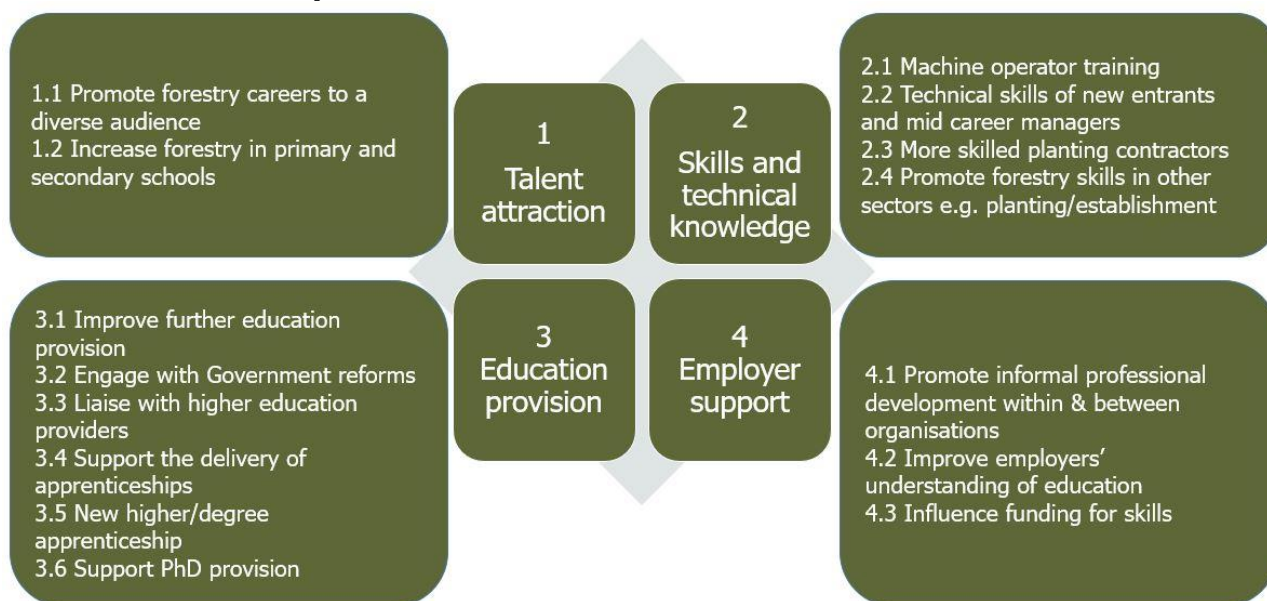 1.1 Promote forestry careers to a
diverse audience
1.2 Increase forestry in primary and
secondary schools
1
Talent
attraction
2
Skills and
technical
knowledge
2.1 Machine operator training
2.2 Technical skills of new entrants
and mid career managers
2.3 More skilled planting contractors
2.4 Promote forestry skills in other
sectors e.g. planting/establishment
3.1 Improve further education
provision
3.2 Engage with Government reforms
3.3 Liaise with higher education
providers
3.4 Support the delivery of
apprenticeships
3.5 New higher/degree
apprenticeship
3.6 Support PhD provision
3
Education
provision
4
Employer
support
4.1 Promote informal professional
development within & between
organisations
4.2 Improve employers’
understanding of education
4.3 Influence funding for skills